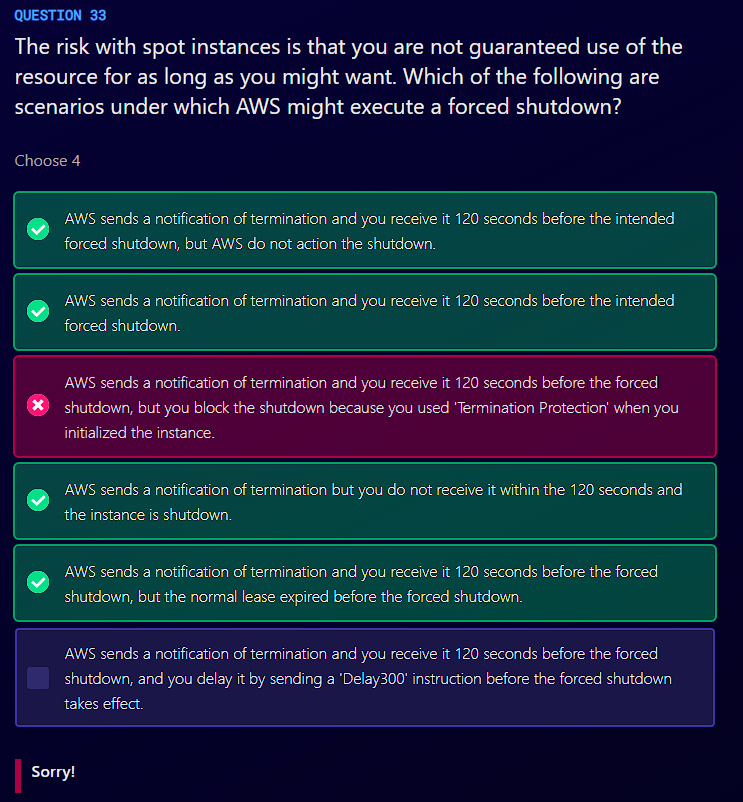 QUESTION 33
The risk with spot instances is that you are not guaranteed use of the
resource for as long as you might want. Which of the following are
scenarios under which AWS might execute a forced shutdown?
Choose 4
AWS sends a notification of termination and you receive it 120 seconds before the intended
forced shutdown, but AWS do not action the shutdown.
AWS sends a notification of termination and you receive it 120 seconds before the intended
forced shutdown.
AWS sends a notification of termination and you receive it 120 seconds before the forced
shutdown, but you block the shutdown because you used 'Termination Protection' when you
initialized the instance.
AWS sends a notification of termination but you do not receive it within the 120 seconds and
the instance is shutdown.
AWS sends a notification of termination and you receive it 120 seconds before the forced
shutdown, but the normal lease expired before the forced shutdown.
AWS sends a notification of termination and you receive it 120 seconds before the forced
shutdown, and you delay it by sending a 'Delay300' instruction before the forced shutdown
takes effect.
Sorry!